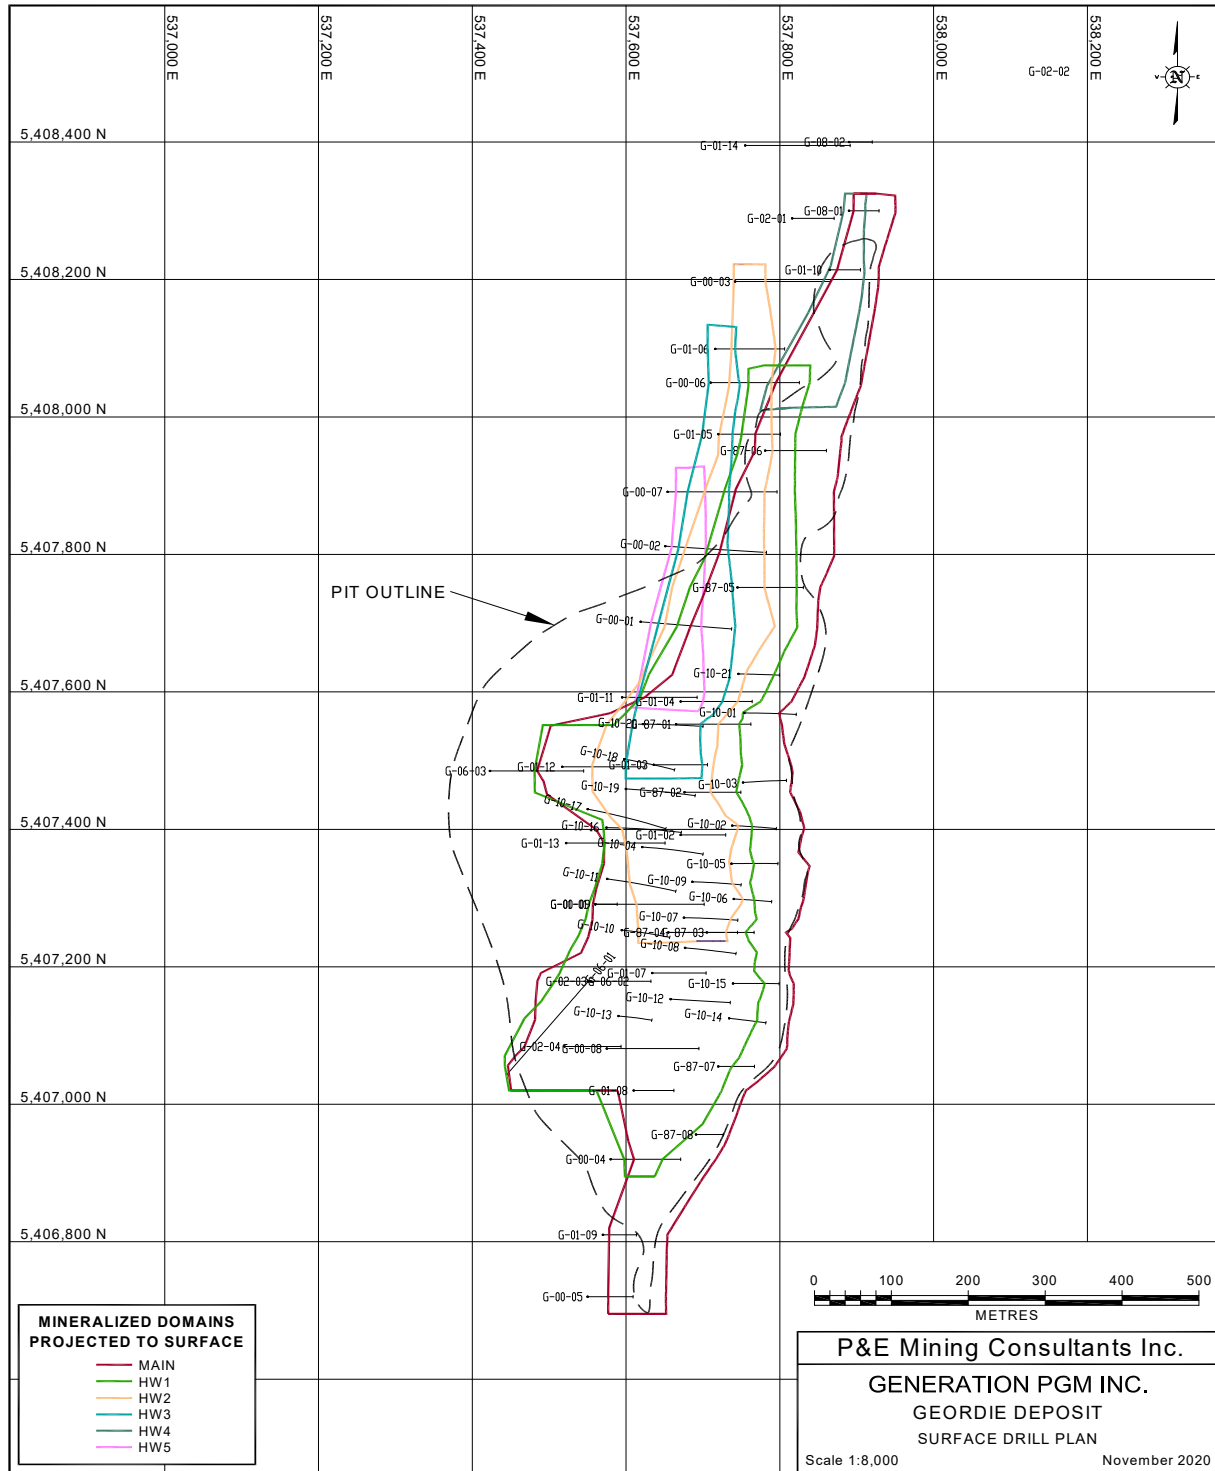 537,000 E
537,200 E
537,400 E
537,600 E
537,800 E
538,000 E
538,200 E
G-02-02
N
E
5,408,400 N
G-08-02
G-01-14
G-08-01
G-02-01
G-01-10
5,408,200 N
G-00-03
G-01-06
G-00-06
5,408,000 N
G-01-05
G-87-06
G-00-07
G-00-02
5,407,800 N
G-87-05
PIT OUTLINE
G-00-01
G-10-21
5,407,600 N
G-01-11
G-01-04
G-10-01
G-10-20
G-87-01
G-10-18
G-01-12
G-01-03
G-06-03
G-10-19
G-87-02
G-10-03
G-10-17
5,407,400 N
G-10-16
G-01-02
G-10-02
G-01-13
G-10-04
G-10-05
G-10-11
G-10-09
G-10-06
G-10-07
G-10-10
G-87-04
G-87-03
G-10-08
5,407,200 N
G-06-01
G-01-07
G-02-03
G-06-02
G-10-15
G-10-12
G-10-13
G-10-14
G-02-04
G-00-08
G-87-07
5,407,000 N
G-01-08
G-87-08
G-00-04
5,406,800 N
G-01-09
G-00-05
0 100 200 300 400 500
METRES
MINERALIZED DOMAINS
PROJECTED TO SURFACE
MAIN
HW1
HW2
HW3
HW4
HW5
P&E Mining Consultants Inc.
GENERATION PGM INC.
GEORDIE DEPOSIT
SURFACE DRILL PLAN
Scale 1:8,000 November 2020